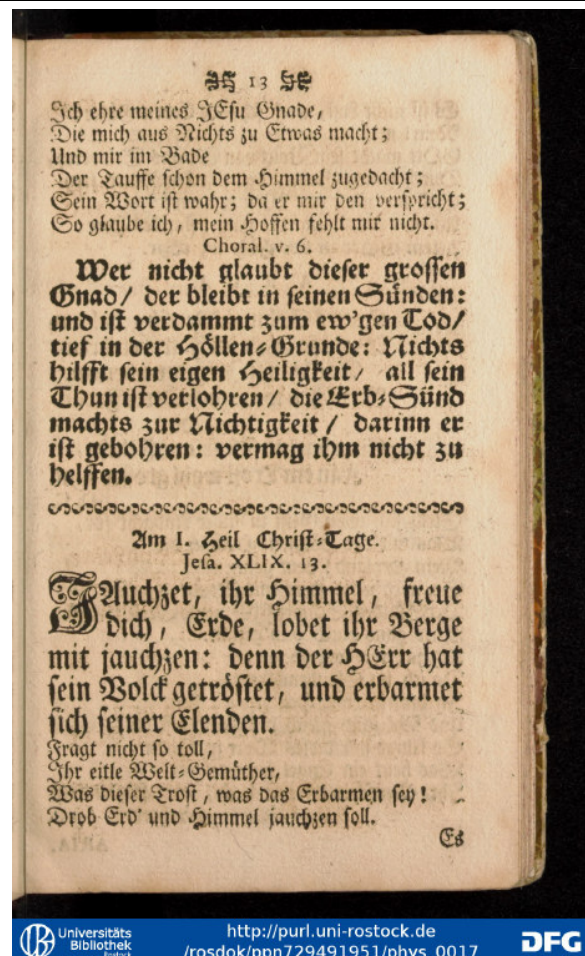 13
Ich ehre meines JEsu Gnade,
Die mich aus Nichts zu Etwas macht;
Und mir im Bade
Der Tauffe schon dem Himmel zugedacht;
Sein Wort ist wahr; da er mir den verspricht;
So glaube ich, mein Hoffen fehlt mir nicht.
Choral. v. 6.
Wer nicht glaubt dieser grossen
Gnad/ der bleibt in seinen Sünden:
und ist verdammt zum ew'gen Tod/
tief in der Höllen-Grunde: Nichts
hilfft sein eigen Heiligkeit/ all sein
Thun ist verlohren/ die Erb-Sünd
machts zur Nichtigkeit/ darinn er
ist gebohren: vermag ihm nicht zu
helffen.
Am I. Heil Christ-Tage.
Jesa. XLIX. 13.
JAuchzet, ihr Himmel, freue
dich, Erde, lobet ihr Berge
mit jauchzen: denn der HErr hat
sein Volck getröstet, und erbarmet
sich seiner Elenden.
Fragt nicht so toll,
Ihr eitle Welt-Gemüther,
Was dieser Trost, was das Erbarmen sey!
Drob Erd' und Himmel jauchzen soll.
Es
Universitäts
Bibliothek
Rostock
http://purl.uni-rostock.de
/rosdok/ppn729491951/phys_0017
DFG